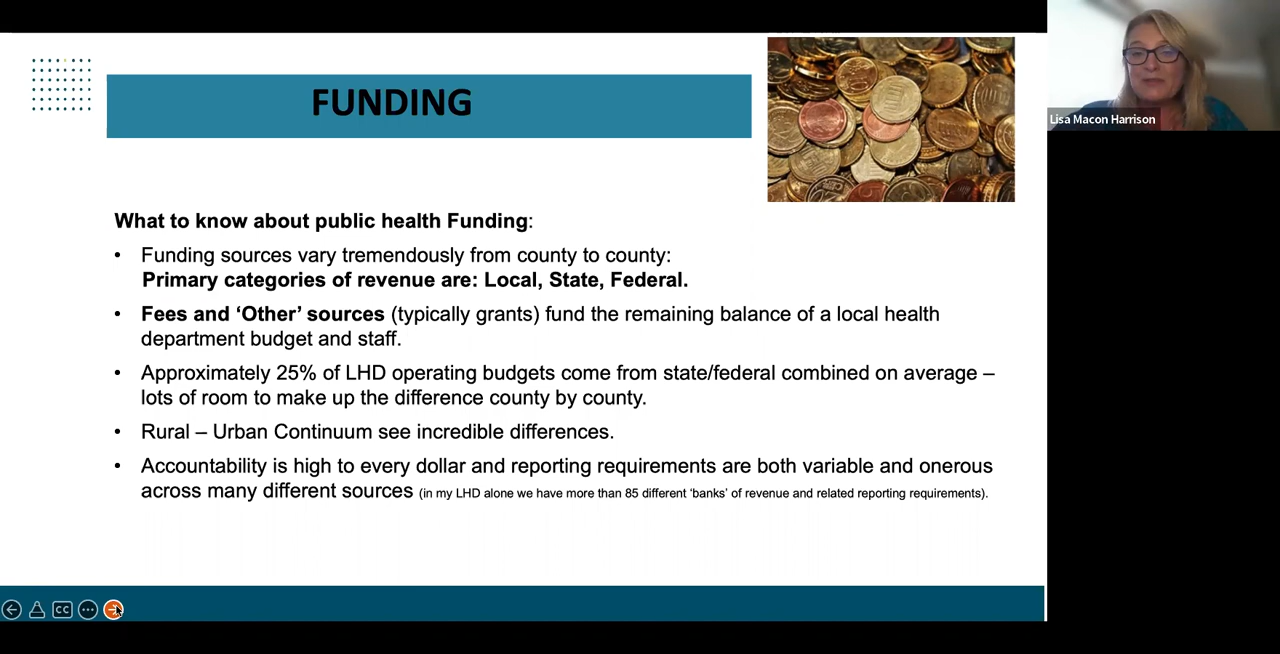 FUNDING
Lisa Macon Harrison
What to know about public health Funding:
• Funding sources vary tremendously from county to county:
Primary categories of revenue are: Local, State, Federal.
• Fees and ‘Other’ sources (typically grants) fund the remaining balance of a local health
department budget and staff.
• Approximately 25% of LHD operating budgets come from state/federal combined on average –
lots of room to make up the difference county by county.
• Rural – Urban Continuum see incredible differences.
• Accountability is high to every dollar and reporting requirements are both variable and onerous
across many different sources (in my LHD alone we have more than 85 different ‘banks’ of revenue and related reporting requirements).
CC